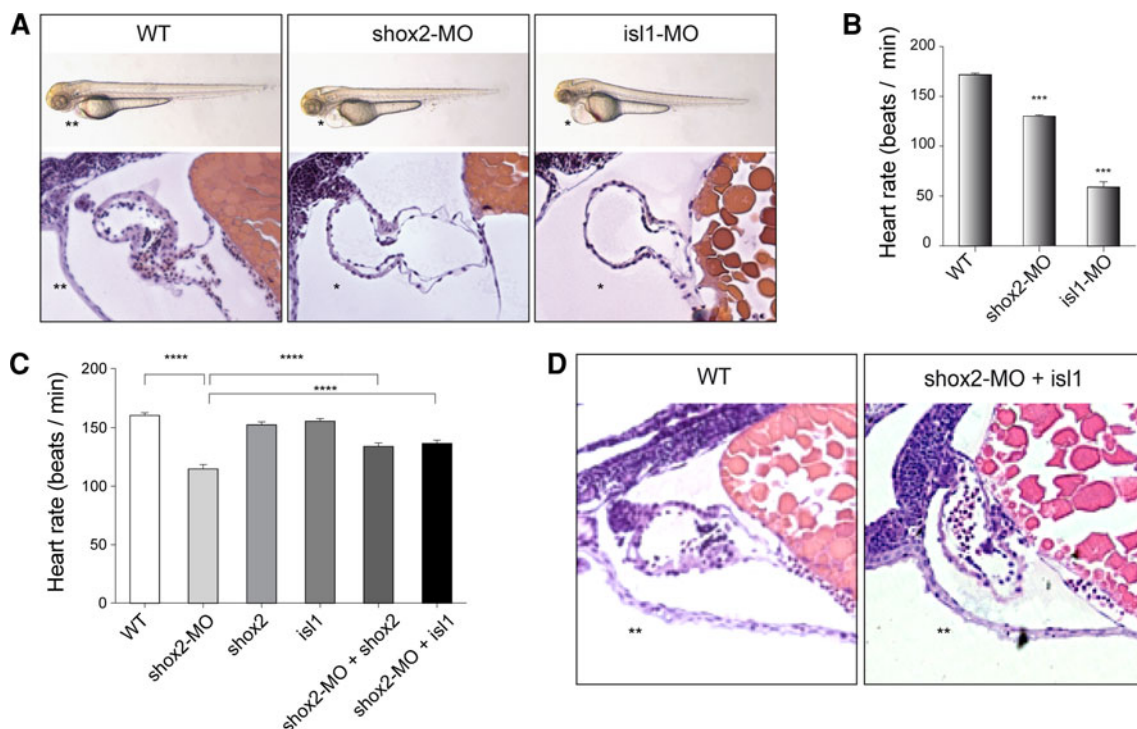 A
WT
shox2-MO
isl1-MO
**
*
*
**
*
*
B
Heart rate (beats / min)
200
150
100
50
0
***
***
WT
shox2-MO
isl1-MO
C
Heart rate (beats / min)
200
150
100
150
0
****
****
****
WT
shox2-MO
shox2
isl1
shox2-MO + shox2
shox2-MO + isl1
D
WT
shox2-MO + isl1
**
**